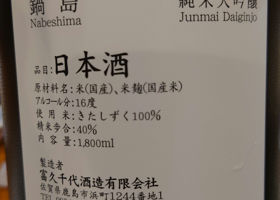 鍋島 純米大吟醸
Nabeshima Junmai Daiginjo
品目:日本酒
原材料名:米(国産)、米麹(国産米)
アルコール分:16度
使用米:きたしずく100%
精米歩合:40%
内容量:1,800ml
製造者
富久千代酒造有限会社
佐賀県鹿島市浜町1244番地1